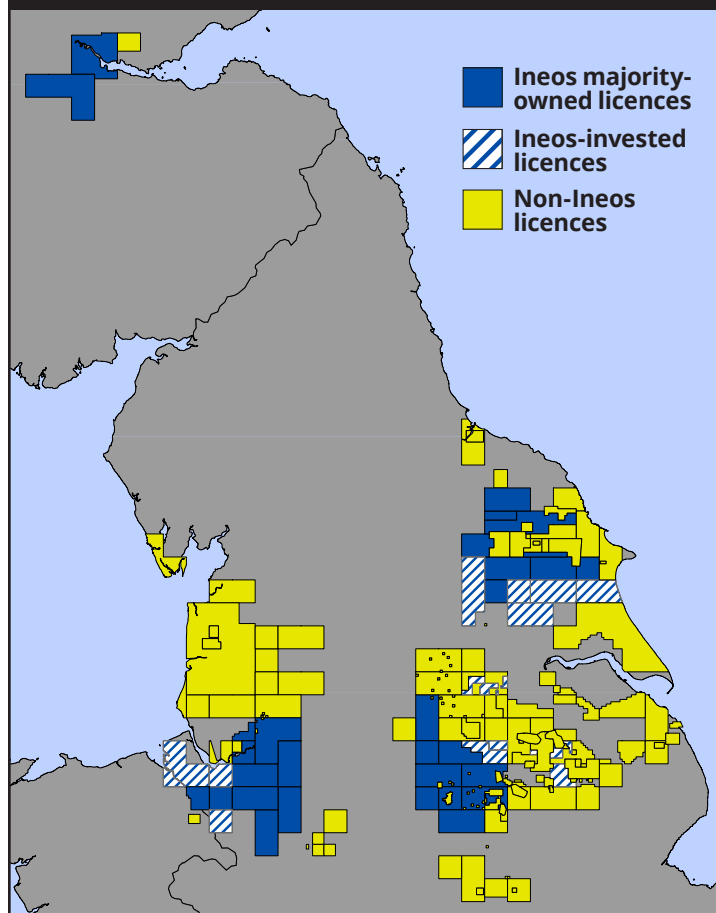 Ineos majority-
owned licences
Ineos-invested
licences
Non-Ineos
licences